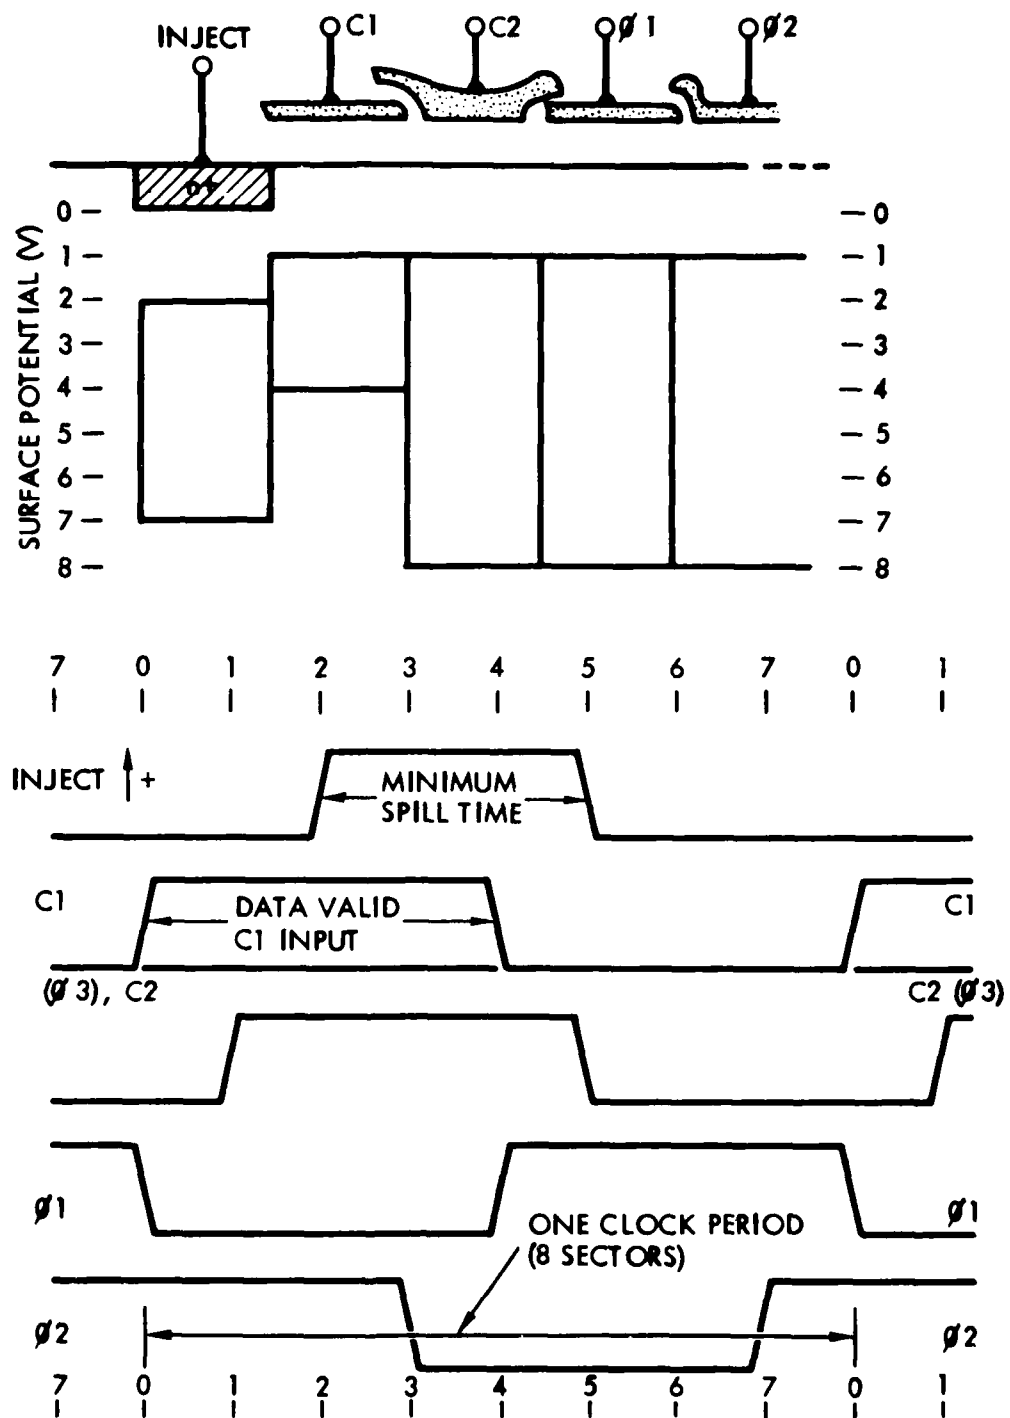 INJECT
C1
C2
Ø1
Ø2
n+
SURFACE POTENTIAL (V)
0 — — 0
1 — — 1
2 — — 2
3 — — 3
4 — — 4
5 — — 5
6 — — 6
7 — — 7
8 — — 8
7 0 1 2 3 4 5 6 7 0 1
INJECT +
MINIMUM
SPILL TIME
C1
DATA VALID
C1 INPUT
C1
(Ø3), C2
C2 (Ø3)
Ø1
ONE CLOCK PERIOD
(8 SECTORS)
Ø1
Ø2
Ø2
7 0 1 2 3 4 5 6 7 0 1